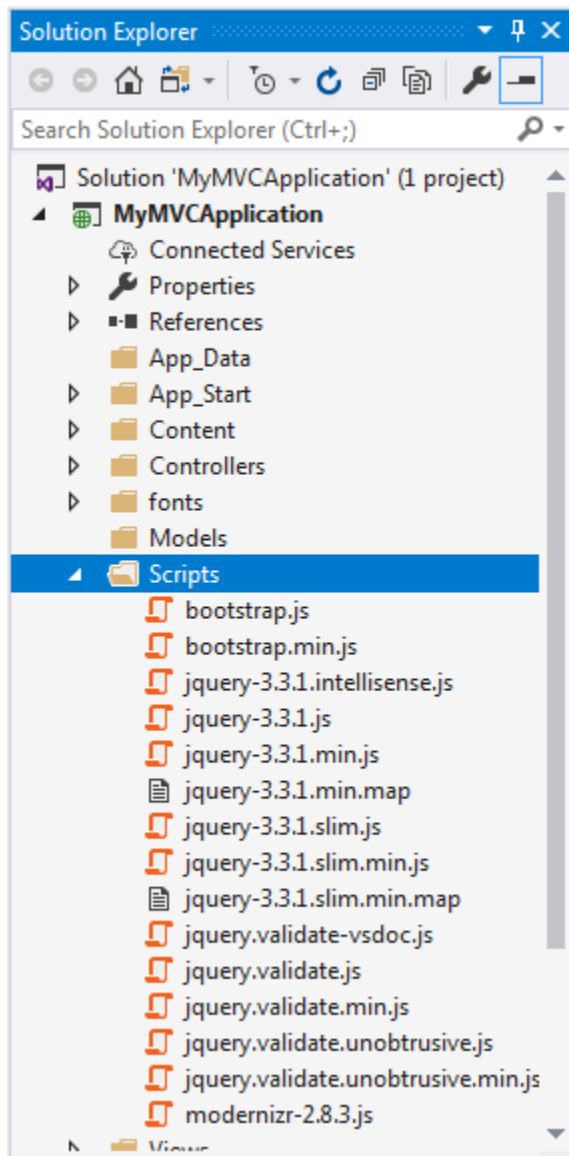 Solution Explorer
Search Solution Explorer (Ctrl+;)
Solution 'MyMVCApplication' (1 project)
MyMVCApplication
Connected Services
Properties
References
App_Data
App_Start
Content
Controllers
fonts
Models
Scripts
bootstrap.js
bootstrap.min.js
jquery-3.3.1.intellisense.js
jquery-3.3.1.js
jquery-3.3.1.min.js
jquery-3.3.1.min.map
jquery-3.3.1.slim.js
jquery-3.3.1.slim.min.js
jquery-3.3.1.slim.min.map
jquery.validate-vsdoc.js
jquery.validate.js
jquery.validate.min.js
jquery.validate.unobtrusive.js
jquery.validate.unobtrusive.min.js
modernizr-2.8.3.js
Views